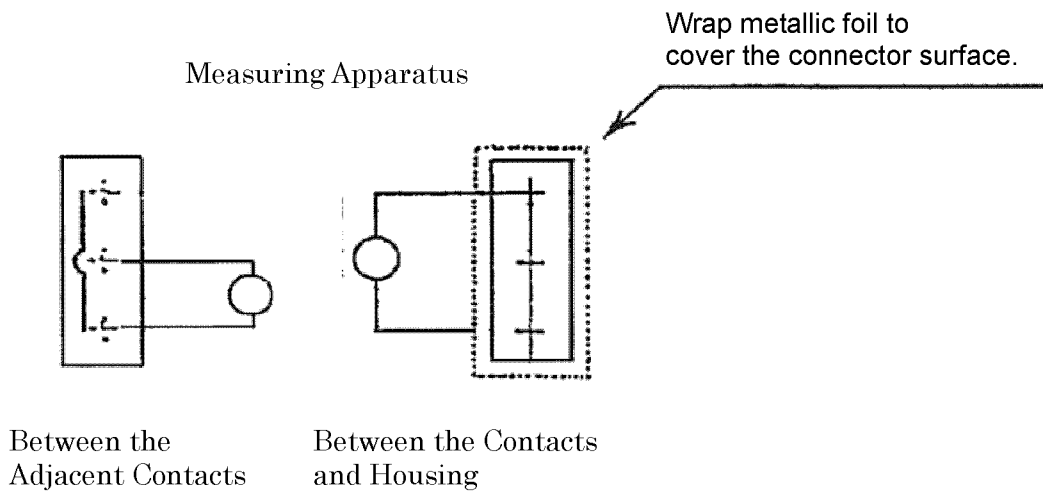 Wrap metallic foil to
cover the connector surface.
Measuring Apparatus
Between the
Adjacent Contacts
Between the Contacts
and Housing